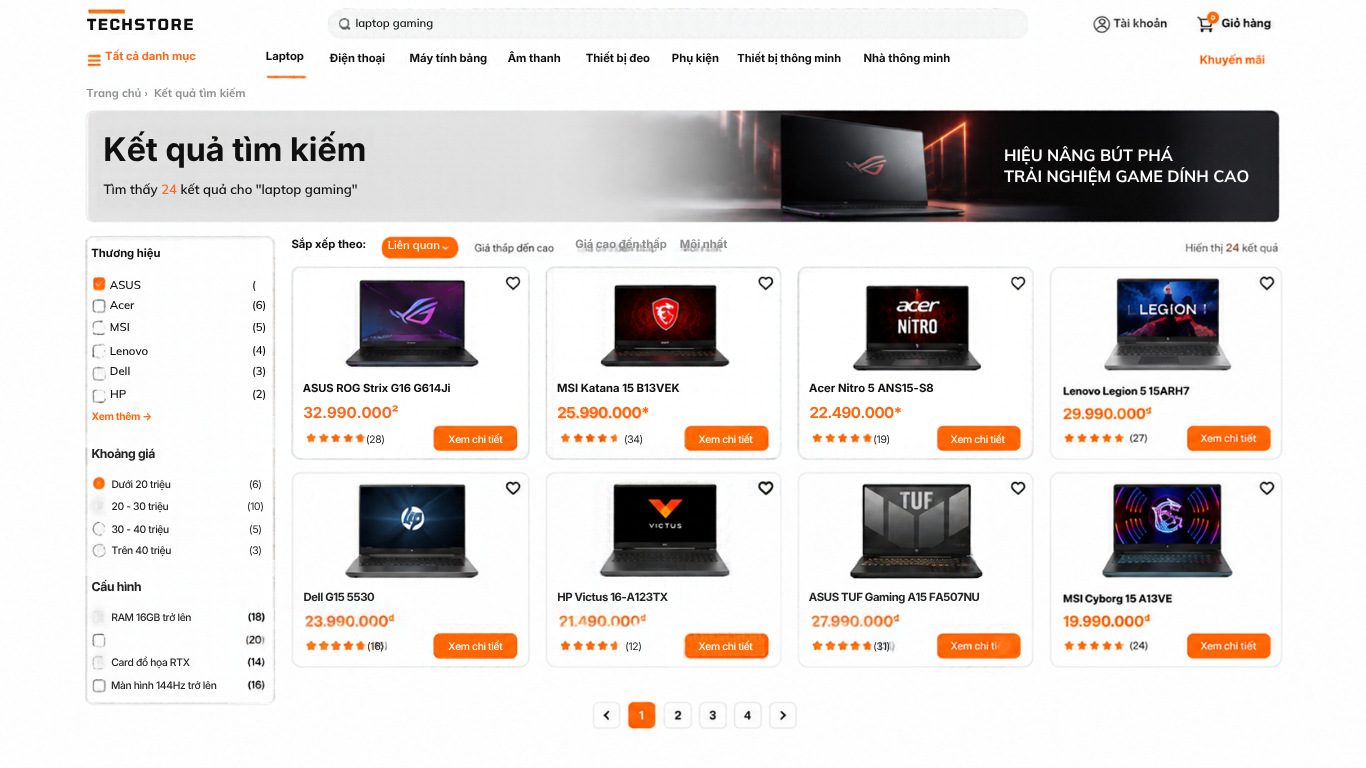 TECHSTORE
laptop gaming
Tài khoản
0
Giỏ hàng
Tất cả danh mục
Laptop
Điện thoại
Máy tính bảng
Âm thanh
Thiết bị đeo
Phụ kiện
Thiết bị thông minh
Nhà thông minh
Khuyến mãi
Trang chủ › Kết quả tìm kiếm
Kết quả tìm kiếm
Tìm thấy 24 kết quả cho "laptop gaming"
HIỆU NĂNG BÚT PHÁ
TRẢI NGHIỆM GAME DÍNH CAO
Thương hiệu
ASUS (
Acer (6)
MSI (5)
Lenovo (4)
Dell (3)
HP (2)
Xem thêm →
Khoảng giá
Dưới 20 triệu (6)
20 - 30 triệu (10)
30 - 40 triệu (5)
Trên 40 triệu (3)
Cấu hình
RAM 16GB trở lên (18)
(20)
Card đồ họa RTX (14)
Màn hình 144Hz trở lên (16)
Sắp xếp theo:
Liên quan
Giá thấp đến cao
Giá cao đến thấp
Mới nhất
Hiển thị 24 kết quả
ASUS ROG Strix G16 G614Ji
32.990.000²
(28)
Xem chi tiết
MSI Katana 15 B13VEK
25.990.000*
(34)
Xem chi tiết
acer
NITRO
Acer Nitro 5 ANS15-S8
22.490.000*
(19)
Xem chi tiết
LEGION
Lenovo Legion 5 15ARH7
29.990.000đ
(27)
Xem chi tiết
hp
Dell G15 5530
23.990.000đ
Xem chi tiết
VICTUS
HP Victus 16-A123TX
21.490.000đ
(12)
Xem chi tiết
TUF
ASUS TUF Gaming A15 FA507NU
27.990.000đ
(31)
Xem chi ti
MSI Cyborg 15 A13VE
19.990.000đ
(24)
Xem chi tiết
1
2
3
4